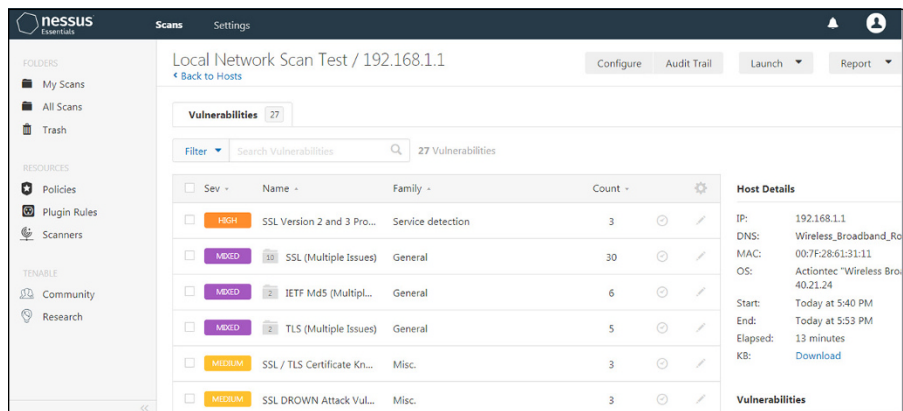 nessus
Essentials
Scans Settings
FOLDERS
My Scans
All Scans
Trash
RESOURCES
Policies
Plugin Rules
Scanners
TENABLE
Community
Research
Local Network Scan Test / 192.168.1.1
Back to Hosts
Configure Audit Trail Launch Report
Vulnerabilities 27
Filter Search Vulnerabilities 27 Vulnerabilities
Sev Name Family Count
HIGH SSL Version 2 and 3 Pro... Service detection 3
MIXED 10 SSL (Multiple Issues) General 30
MIXED 2 IETF Md5 (Multipl... General 6
MIXED 2 TLS (Multiple Issues) General 5
MEDIUM SSL / TLS Certificate Kn... Misc. 3
MEDIUM SSL DROWN Attack Vul... Misc. 3
Host Details
IP: 192.168.1.1
DNS: Wireless_Broadband_Ro
MAC: 00:7F:28:61:31:11
OS: Actiontec "Wireless Broa
40.21.24
Start: Today at 5:40 PM
End: Today at 5:53 PM
Elapsed: 13 minutes
KB: Download
Vulnerabilities